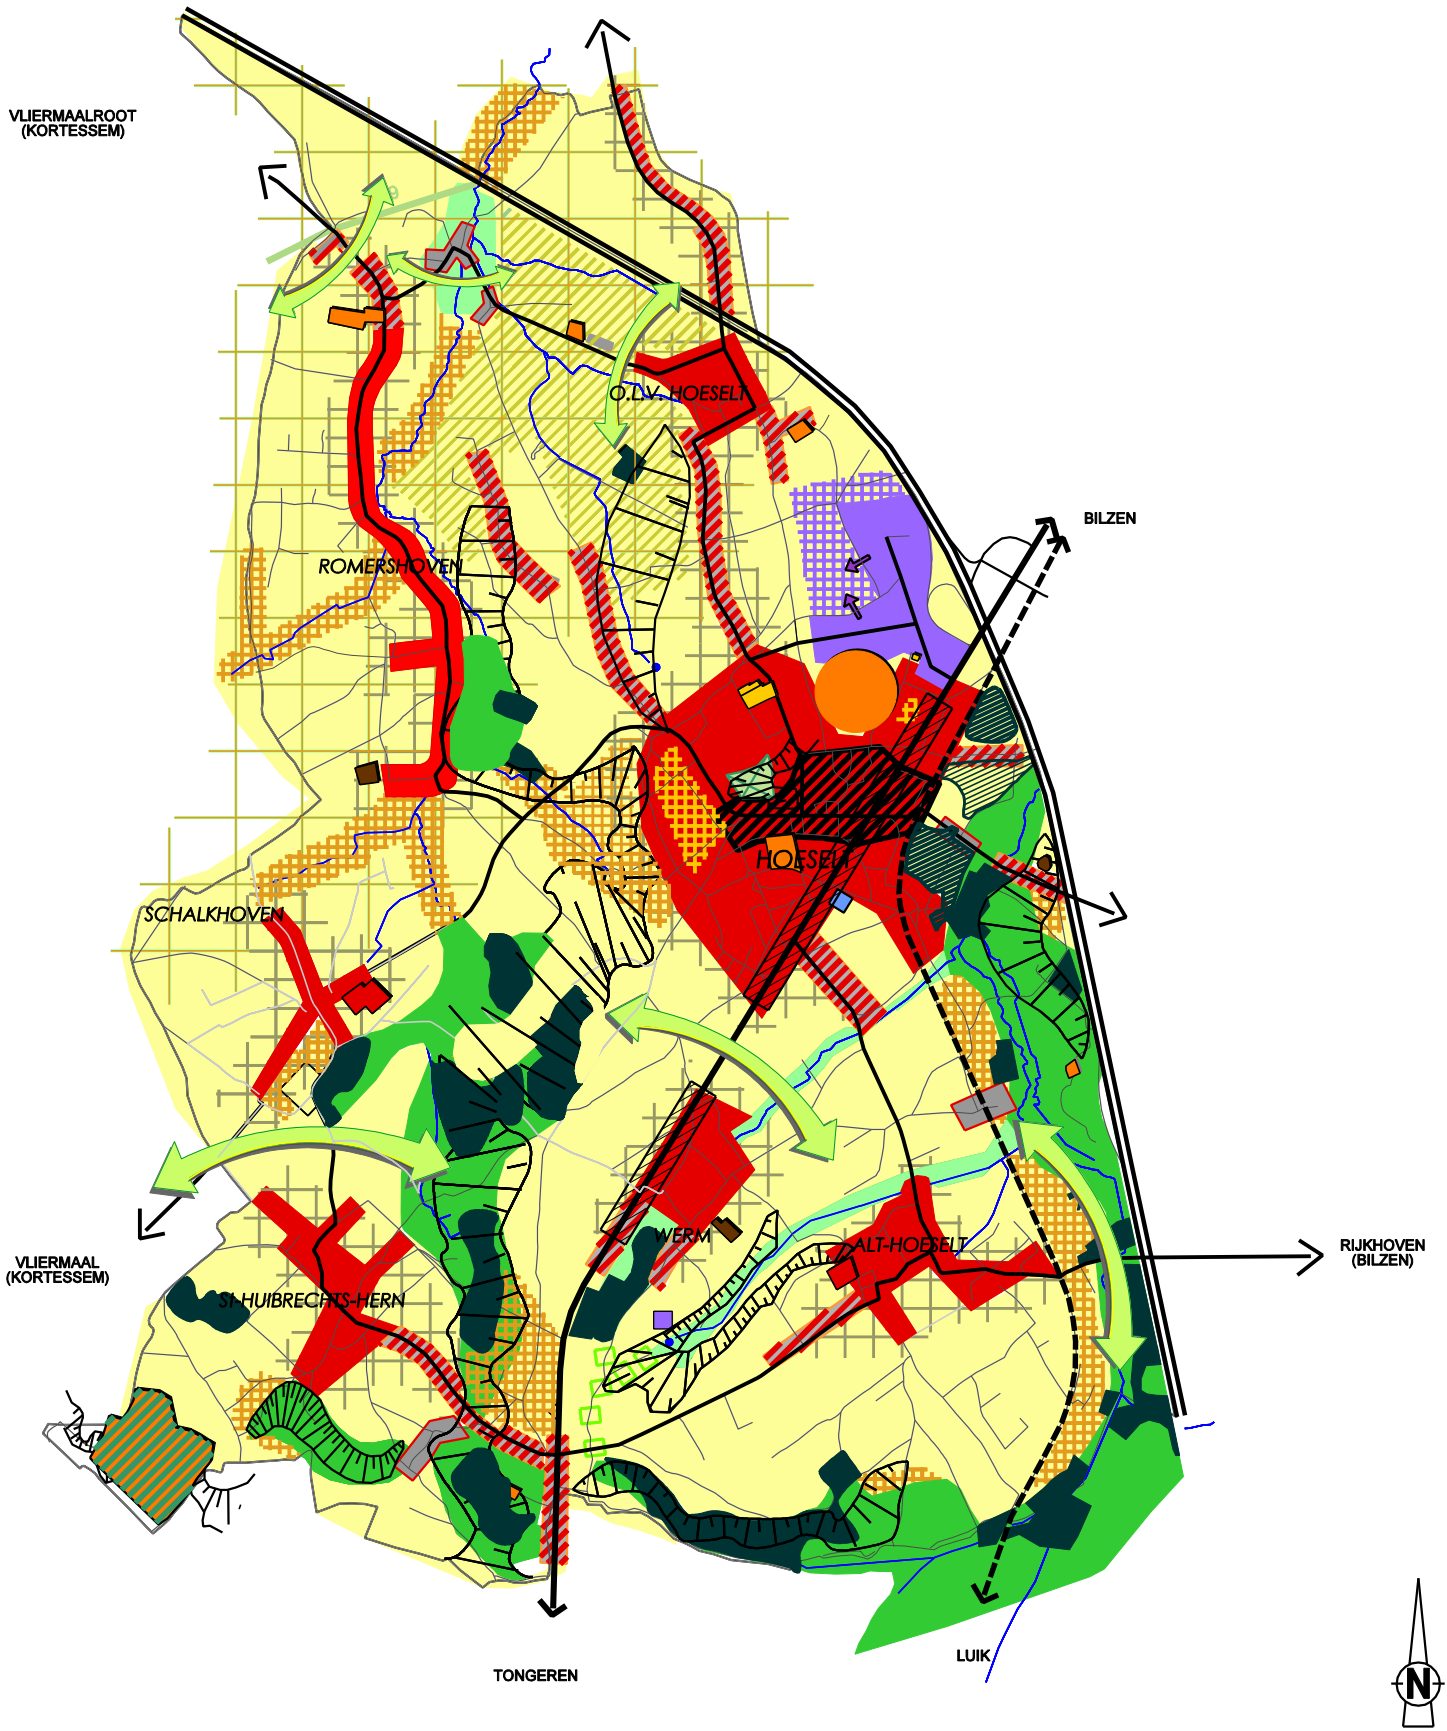 VLIERMAALROOT
(KORTESSEM)
O.L.V. HOESELT
BILZEN
ROMERSHOVEN
HOESELT
SCHALKHOVEN
WERM
ALT-HOESELT
RIJKHOVEN
(BILZEN)
VLIERMAAL
(KORTESSEM)
ST-HUIBRECHTS-HERN
LUIK
TONGEREN
N